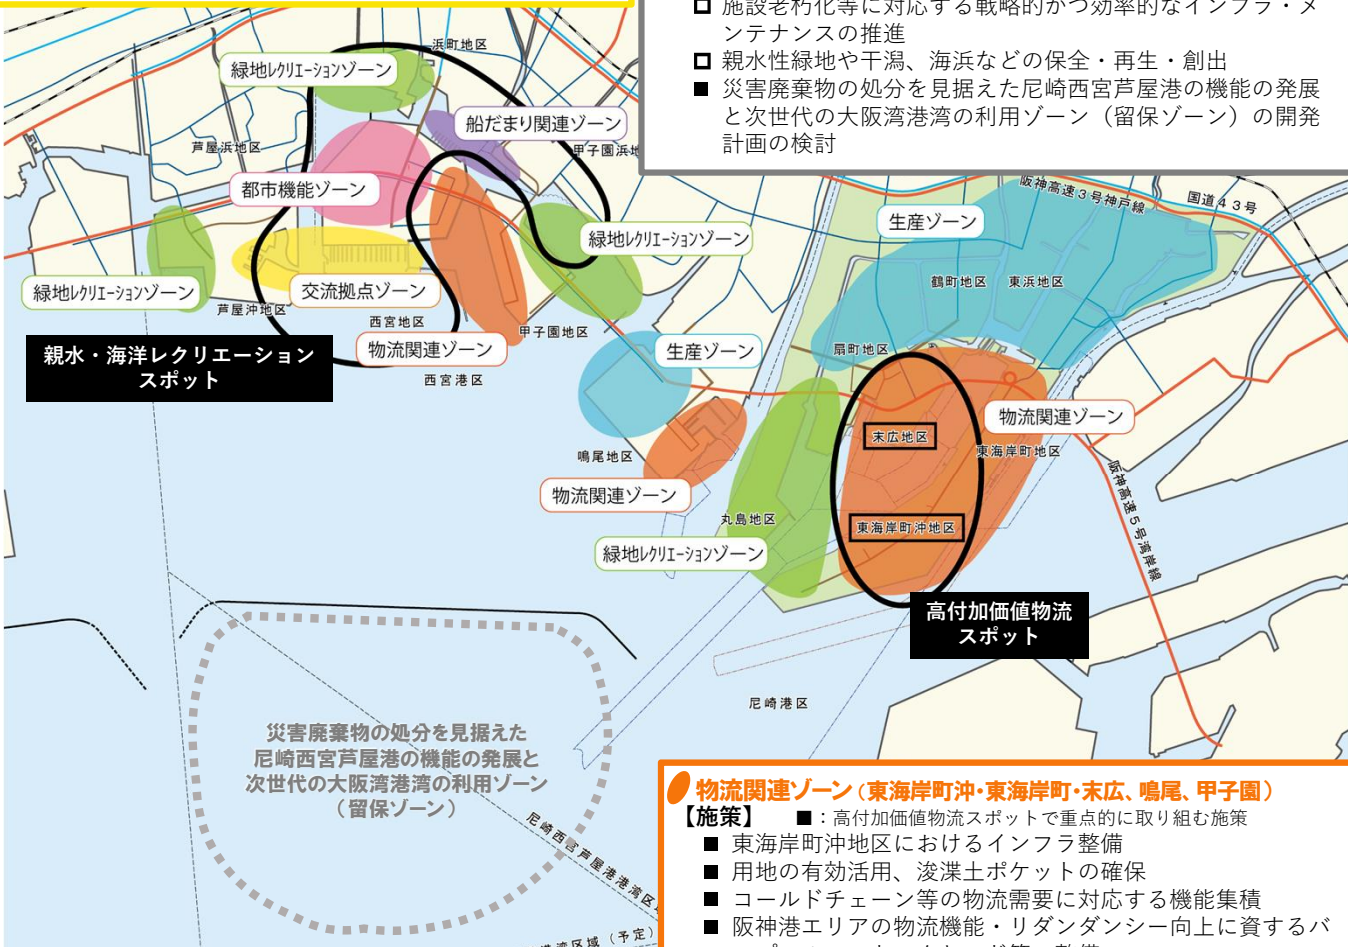 □ 施設老朽化等に対応する戦略的かつ効率的なインフラ・メ
ンテナンスの推進
□ 親水性緑地や干潟、海浜などの保全・再生・創出
■ 災害廃棄物の処分を見据えた尼崎西宮芦屋港の機能の発展
と次世代の大阪湾港湾の利用ゾーン（留保ゾーン）の開発
計画の検討
浜町地区
緑地ﾚｸﾘｴｰｼｮﾝゾーン
船だまり関連ゾーン
芦屋浜地区
甲子園浜地
都市機能ゾーン
阪神高速3号神戸線
国道43号
生産ゾーン
緑地ﾚｸﾘｴｰｼｮﾝゾーン
鶴町地区
東浜地区
緑地ﾚｸﾘｴｰｼｮﾝゾーン
交流拠点ゾーン
芦屋沖地区
西宮地区
甲子園地区
物流関連ゾーン
生産ゾーン
扇町地区
親水・海洋レクリエーション
スポット
西宮港区
物流関連ゾーン
末広地区
東海岸町地区
鳴尾地区
物流関連ゾーン
丸島地区
東海岸町沖地区
阪神高速5号湾岸線
緑地ﾚｸﾘｴｰｼｮﾝゾーン
高付加価値物流
スポット
尼崎港区
災害廃棄物の処分を見据えた
尼崎西宮芦屋港の機能の発展と
次世代の大阪湾港湾の利用ゾーン
（留保ゾーン）
尼崎西宮芦屋港港湾区
港湾区域（予定）
物流関連ゾーン（東海岸町沖・東海岸町・末広、鳴尾、甲子園）
【施策】 ■：高付加価値物流スポットで重点的に取り組む施策
■ 東海岸町沖地区におけるインフラ整備
■ 用地の有効活用、浚渫土ポケットの確保
■ コールドチェーン等の物流需要に対応する機能集積
■ 阪神港エリアの物流機能・リダンダンシー向上に資するバ